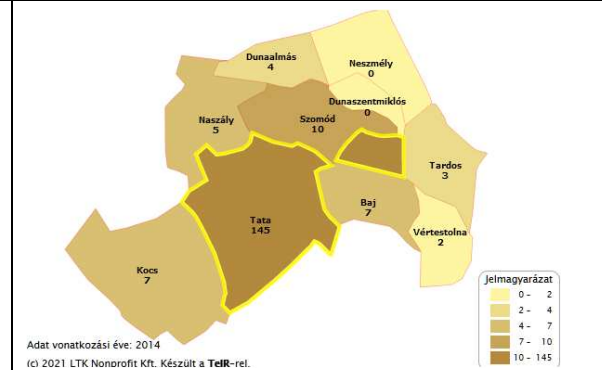 Dunaalmás
4
Neszmély
0
Dunaszentmiklós
0
Naszály
5
Szomód
10
Tardos
3
Baj
7
Tata
145
Vértestolna
2
Kocs
7
Jelmagyarázat
0 - 2
2 - 4
4 - 7
7 - 10
10 - 145
Adat vonatkozási éve: 2014
(c) 2021 LTK Nonprofit Kft. Készült a TeIR-rel.